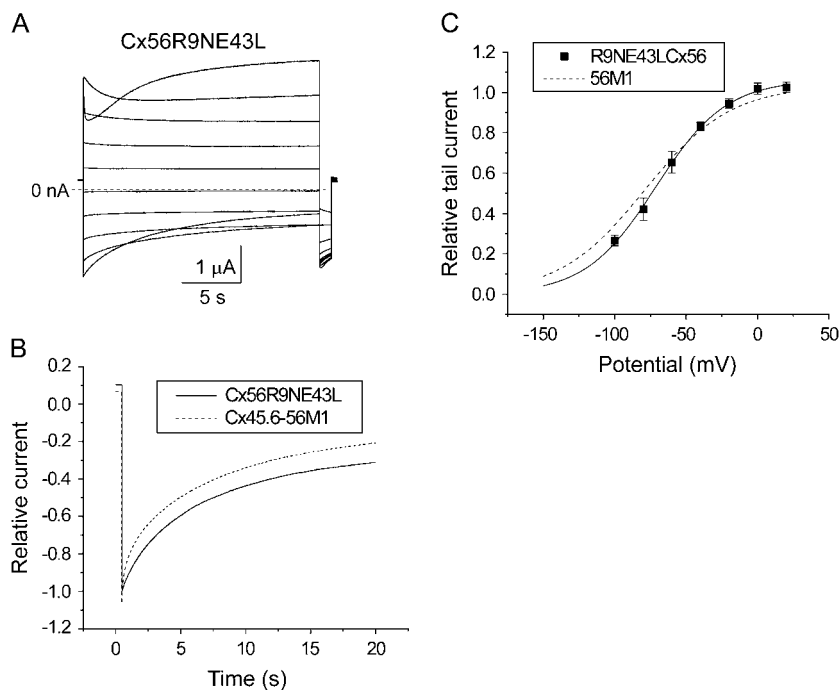 A
Cx56R9NE43L
0 nA
1 μA
5 s
B
0.2
0.0
-0.2
-0.4
-0.6
-0.8
-1.0
-1.2
Relative current
Cx56R9NE43L
Cx45.6-56M1
0 5 10 15 20
Time (s)
C
1.2
1.0
0.8
0.6
0.4
0.2
0.0
Relative tail current
R9NE43LCx56
56M1
-150 -100 -50 0 50
Potential (mV)